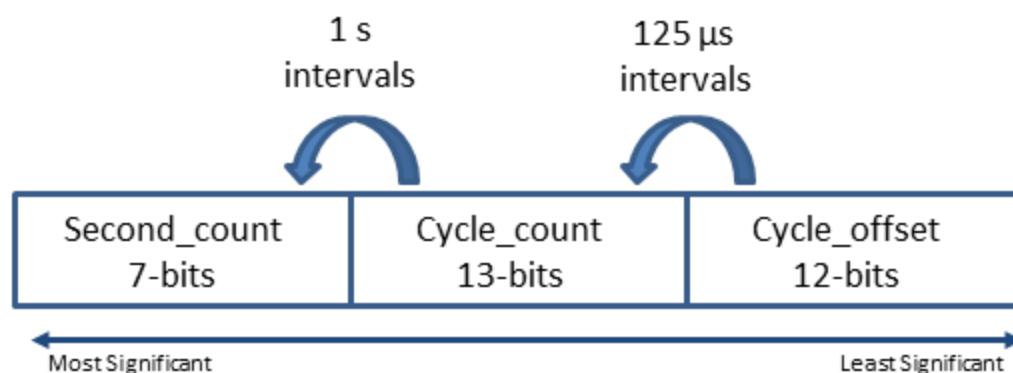 1 s
intervals
125 µs
intervals
Second_count
7-bits
Cycle_count
13-bits
Cycle_offset
12-bits
Most Significant
Least Significant